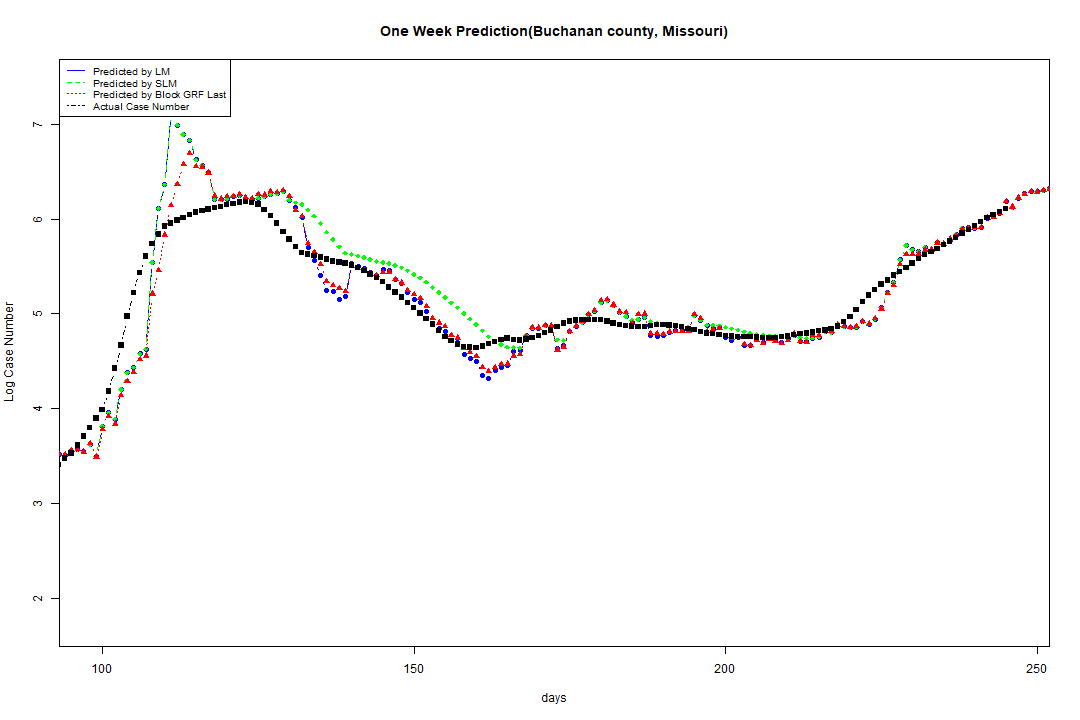 One Week Prediction(Buchanan county, Missouri)
Predicted by LM
Predicted by SLM
Predicted by Block GRF Last
Actual Case Number
7
6
5
4
3
2
Log Case Number
100 150 200 250
days